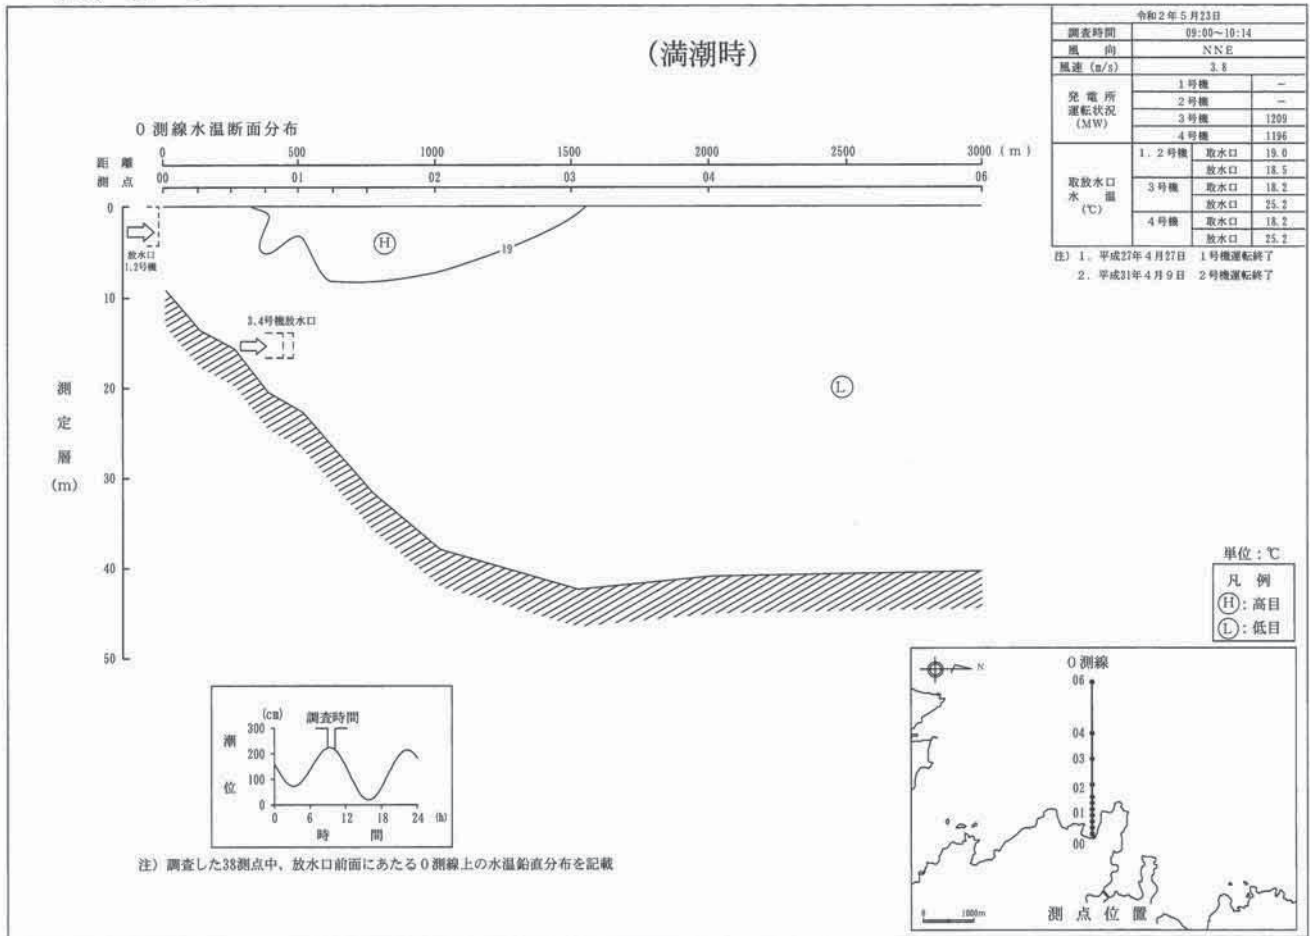 (満潮時)
令和2年5月23日
調査時間 09:00~10:14
風 向 NNE
風速 (m/s) 3.8
発電所運転状況 (MW)
1号機 -
2号機 -
3号機 1209
4号機 1196
取放水口水温 (℃)
1.2号機 取水口 19.0
放水口 18.5
3号機 取水口 18.2
放水口 25.2
4号機 取水口 18.2
放水口 25.2
注) 1. 平成27年4月27日 1号機運転終了
2. 平成31年4月9日 2号機運転終了
0測線水温断面分布
距離 0 500 1000 1500 2000 2500 3000 (m)
測点 00 01 02 03 04 06
0
放水口
1.2号機
H
19
10
3.4号機放水口
20
L
30
40
50
測定層 (m)
単位:℃
凡 例
H:高目
L:低目
(cm) 調査時間
潮位
300
200
100
0
0 6 12 18 24 (h)
時 間
注) 調査した38測点中、放水口前面にあたる0測線上の水温鉛直分布を記載
N
0測線
06
04
03
02
01
00
0 1000m
測点位置